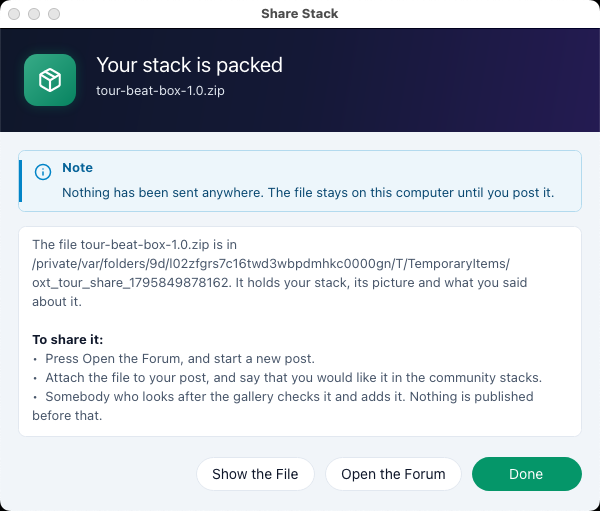 Share Stack
Your stack is packed
tour-beat-box-1.0.zip
Note
Nothing has been sent anywhere. The file stays on this computer until you post it.
The file tour-beat-box-1.0.zip is in
/private/var/folders/9d/l02zfgrs7c16twd3wbpdmhkc0000gn/T/TemporaryItems/
oxt_tour_share_1795849878162. It holds your stack, its picture and what you said
about it.
To share it:
• Press Open the Forum, and start a new post.
• Attach the file to your post, and say that you would like it in the community stacks.
• Somebody who looks after the gallery checks it and adds it. Nothing is published
before that.
Show the File
Open the Forum
Done